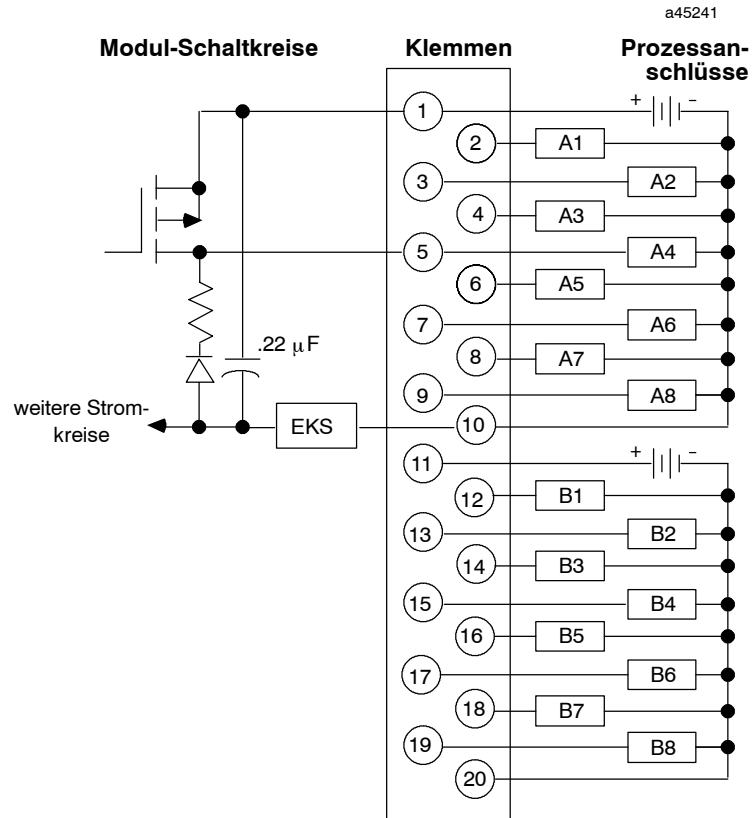 a45241
Modul-Schaltkreise Klemmen Prozessan-
schlüsse
1 + -
2 A1
3 A2
4 A3
5 A4
6 A5
7 A6
.22 μF
8 A7
9 A8
weitere Strom-
kreise
EKS 10
11 + -
12 B1
13 B2
14 B3
15 B4
16 B5
17 B6
18 B7
19 B8
20